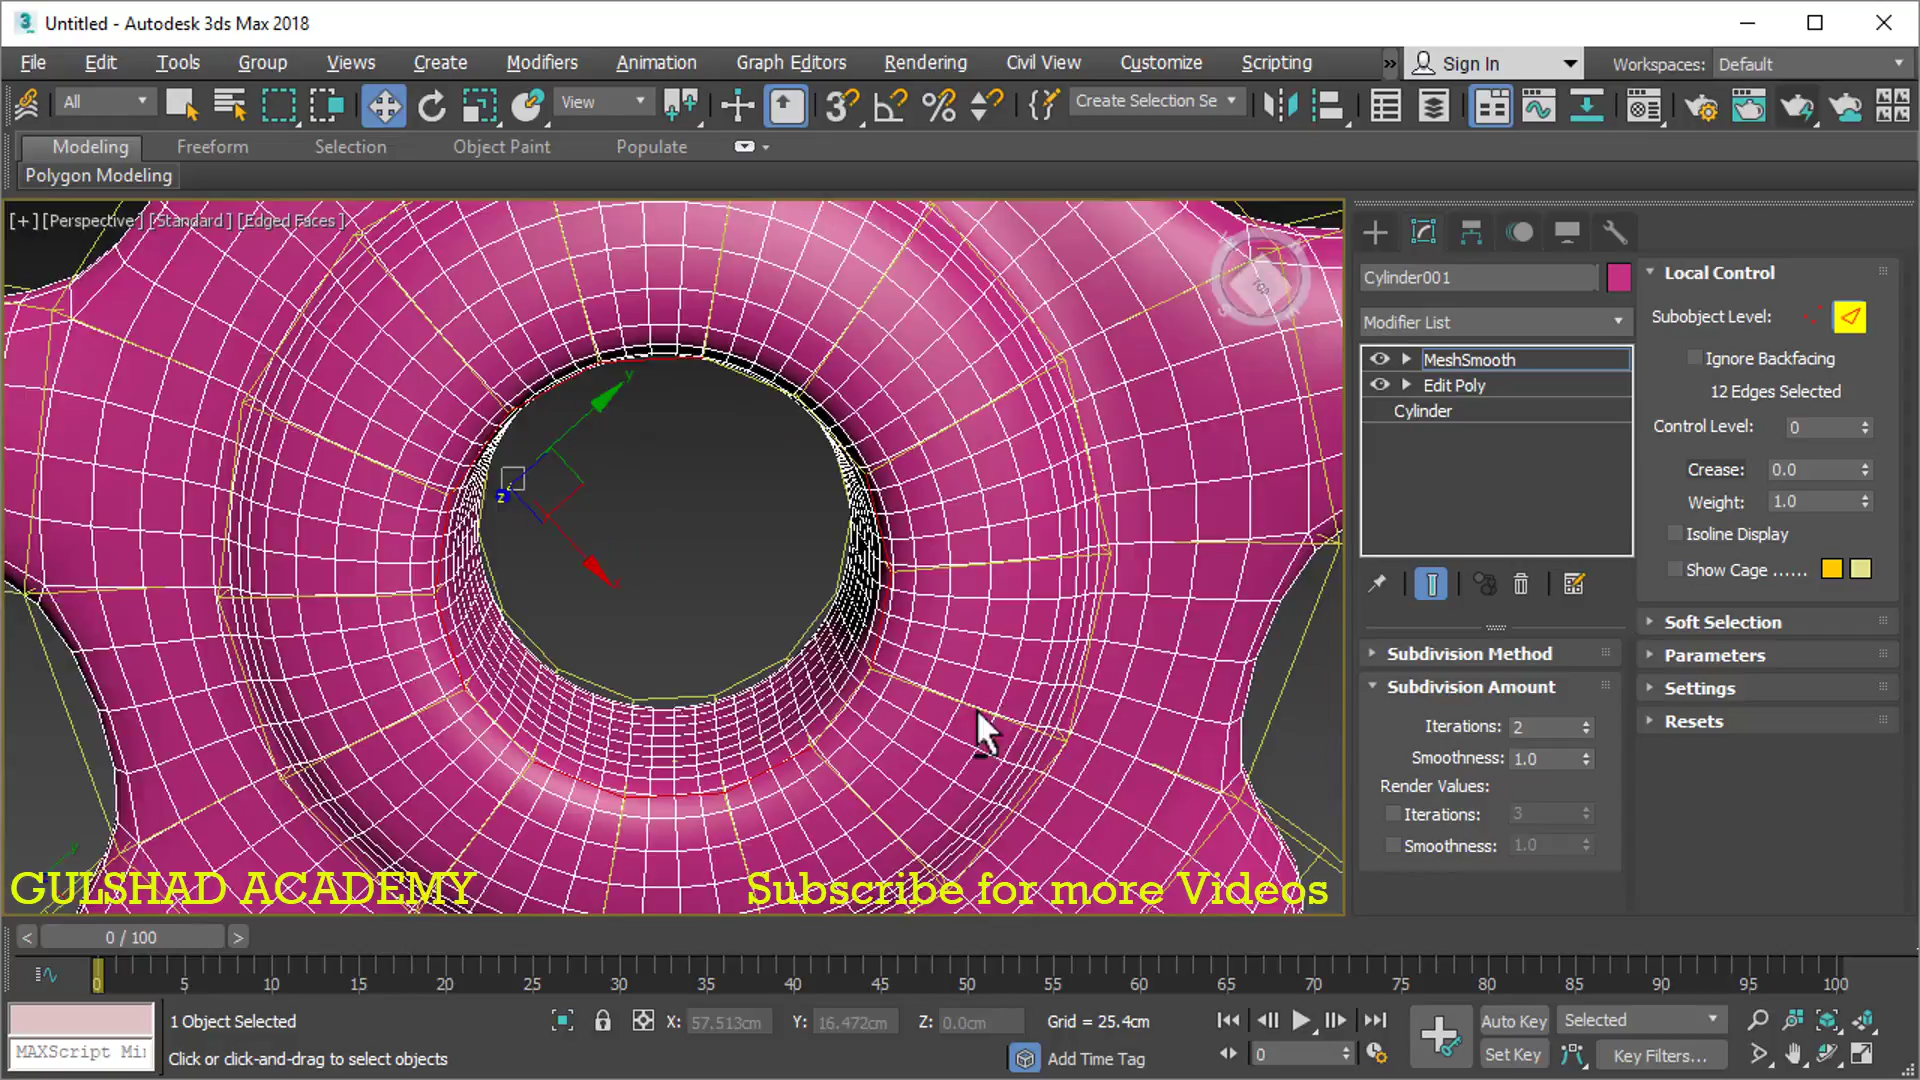 Untitled - Autodesk 3ds Max 2018
File Edit Tools Group Views Create Modifiers Animation Graph Editors Rendering Civil View Customize Scripting » Sign In Workspaces: Default
All View Create Selection Se
Modeling Freeform Selection Object Paint Populate
Polygon Modeling
[+] [Perspective] [Standard] [Edged Faces]
TOP
y
z
x
Cylinder001
Modifier List
MeshSmooth
Edit Poly
Cylinder
Subdivision Method
Subdivision Amount
Iterations: 2
Smoothness: 1.0
Render Values:
Iterations: 3
Smoothness: 1.0
Local Control
Subobject Level:
Ignore Backfacing
12 Edges Selected
Control Level: 0
Crease: 0.0
Weight: 1.0
Isoline Display
Show Cage ......
Soft Selection
Parameters
Settings
Resets
GULSHAD ACADEMY
Subscribe for more Videos
< 0 / 100 >
0 5 10 15 20 25 30 35 40 45 50 55 60 65 70 75 80 85 90 95 100
1 Object Selected X: 57.513cm Y: 16.472cm Z: 0.0cm Grid = 25.4cm Auto Key Selected
MAXScript Mi
Click or click-and-drag to select objects Add Time Tag 0 Set Key Key Filters...